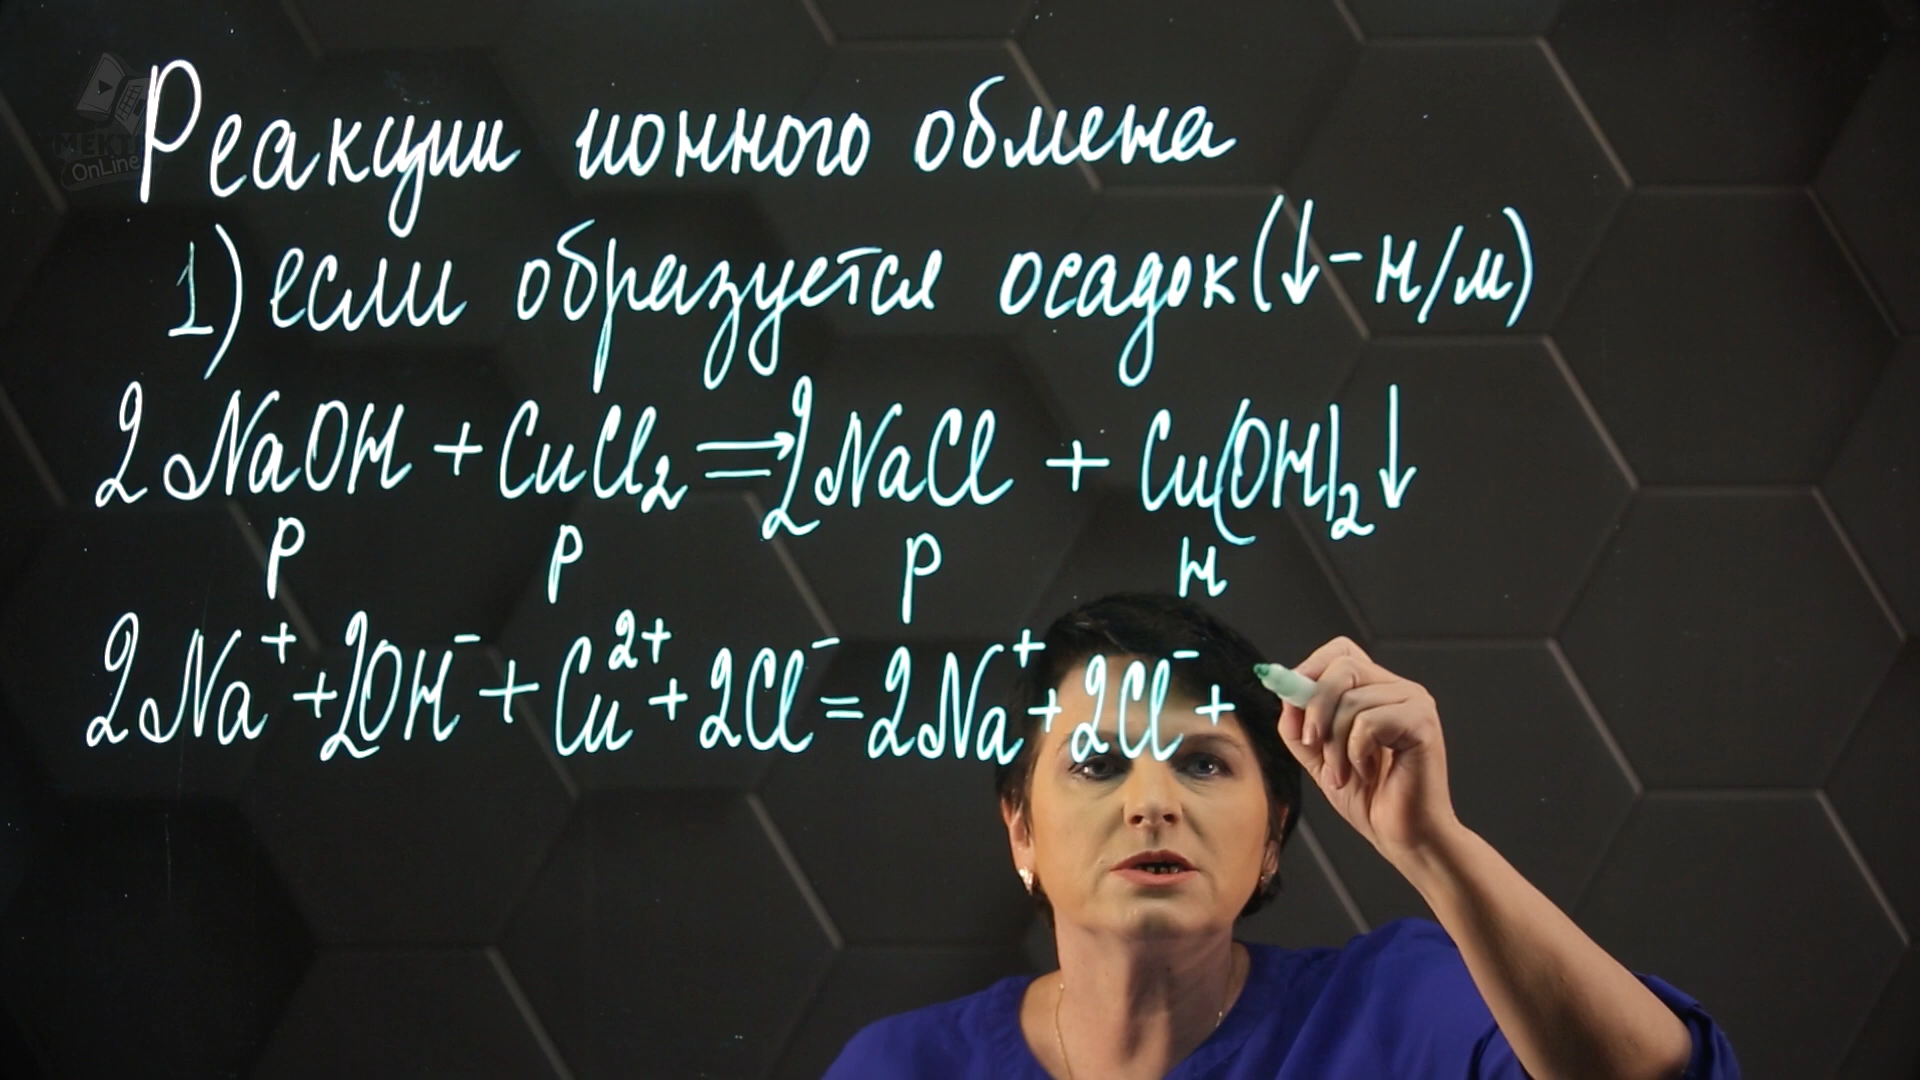 Реакции ионного обмена
1) если образуется осадок (↓ - н/м)
2NaOH + CuCl₂ ⇒ 2NaCl + Cu(OH)₂↓
р р р н
2Na⁺ + 2OH⁻ + Cu²⁺ + 2Cl⁻ = 2Na⁺ + 2Cl⁻ +
OnLine